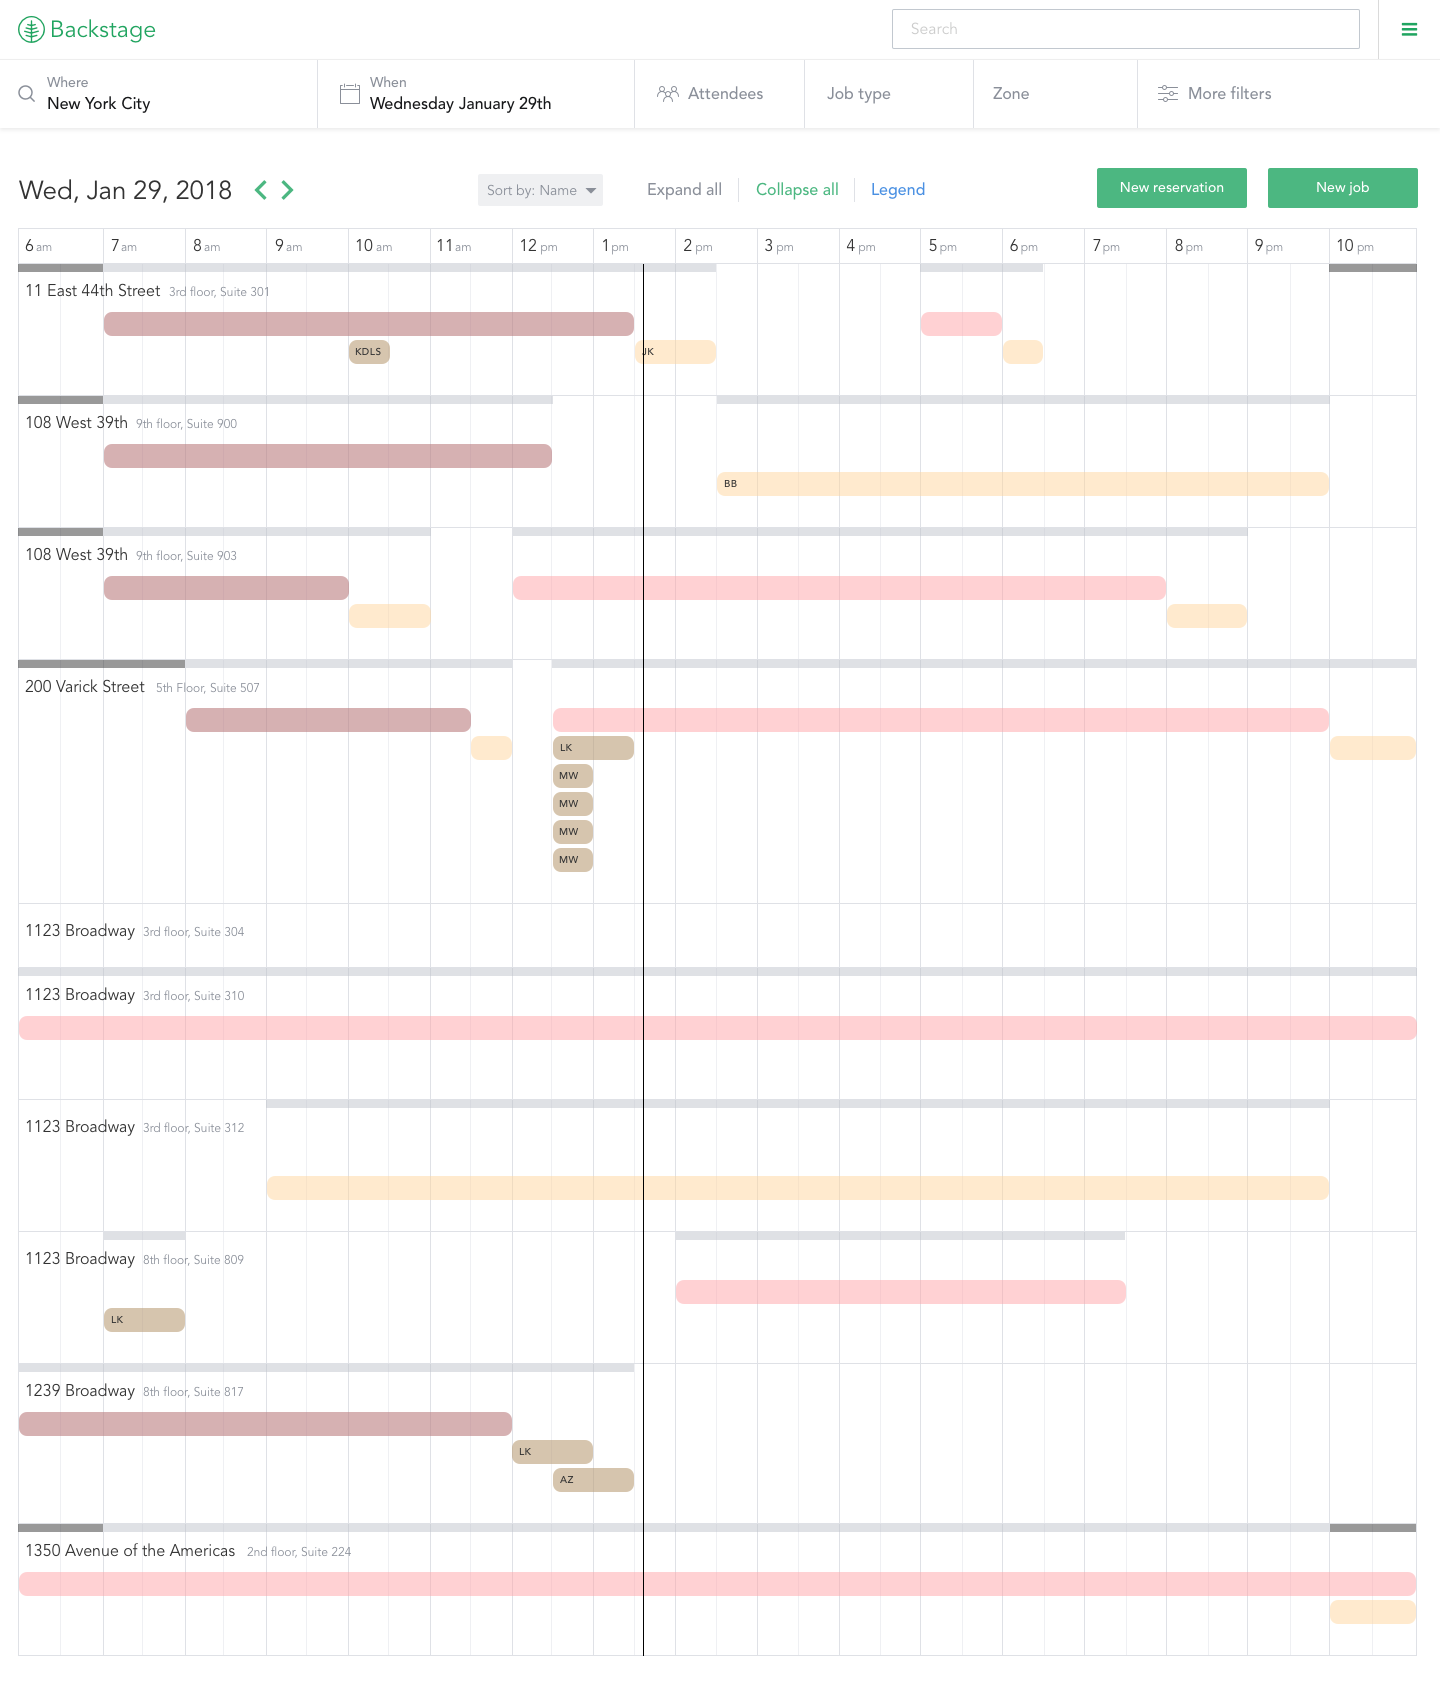 Backstage
Search
Where
New York City
When
Wednesday January 29th
Attendees
Job type
Zone
More filters
Wed, Jan 29, 2018
Sort by: Name
Expand all
Collapse all
Legend
New reservation
New job
6 am 7 am 8 am 9 am 10 am 11 am 12 pm 1 pm 2 pm 3 pm 4 pm 5 pm 6 pm 7 pm 8 pm 9 pm 10 pm
11 East 44th Street 3rd floor, Suite 301
KDLS
JK
108 West 39th 9th floor, Suite 900
BB
108 West 39th 9th floor, Suite 903
200 Varick Street 5th Floor, Suite 507
LK
MW
MW
MW
MW
1123 Broadway 3rd floor, Suite 304
1123 Broadway 3rd floor, Suite 310
1123 Broadway 3rd floor, Suite 312
1123 Broadway 8th floor, Suite 809
LK
1239 Broadway 8th floor, Suite 817
LK
AZ
1350 Avenue of the Americas 2nd floor, Suite 224